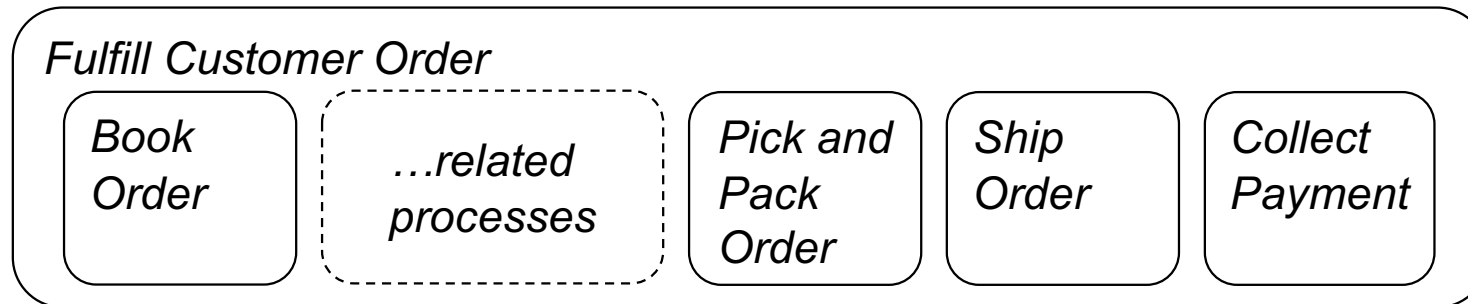 Fulfill Customer Order
Book
Order
…related
processes
Pick and
Pack
Order
Ship
Order
Collect
Payment